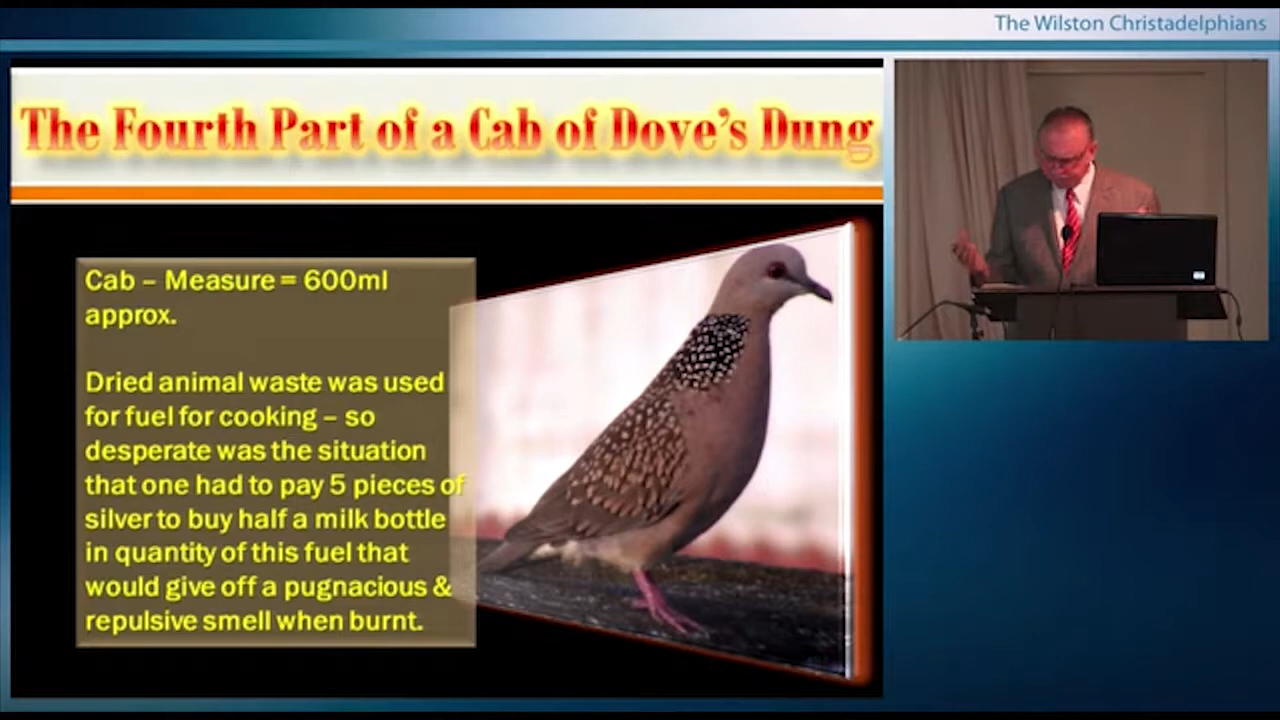 The Wilston Christadelphians
The Fourth Part of a Cab of Dove's Dung
Cab – Measure = 600ml
approx.
Dried animal waste was used
for fuel for cooking – so
desperate was the situation
that one had to pay 5 pieces of
silver to buy half a milk bottle
in quantity of this fuel that
would give off a pugnacious &
repulsive smell when burnt.